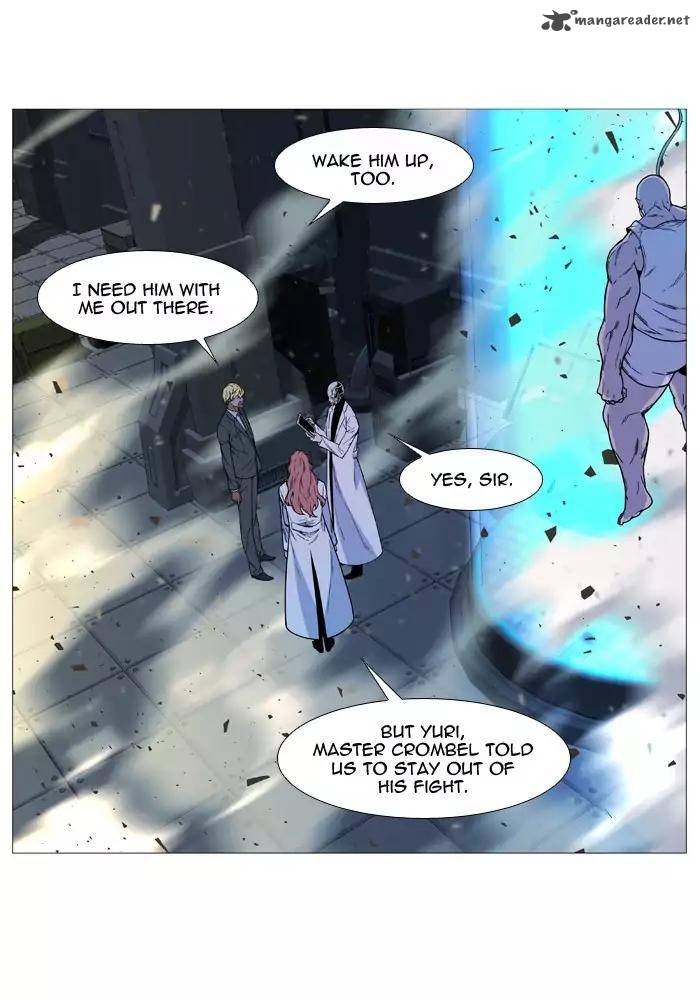 mangareader.net
WAKE HIM UP,
TOO.
I NEED HIM WITH
ME OUT THERE.
YES, SIR.
BUT YURI,
MASTER CROMBEL TOLD
US TO STAY OUT OF
HIS FIGHT.